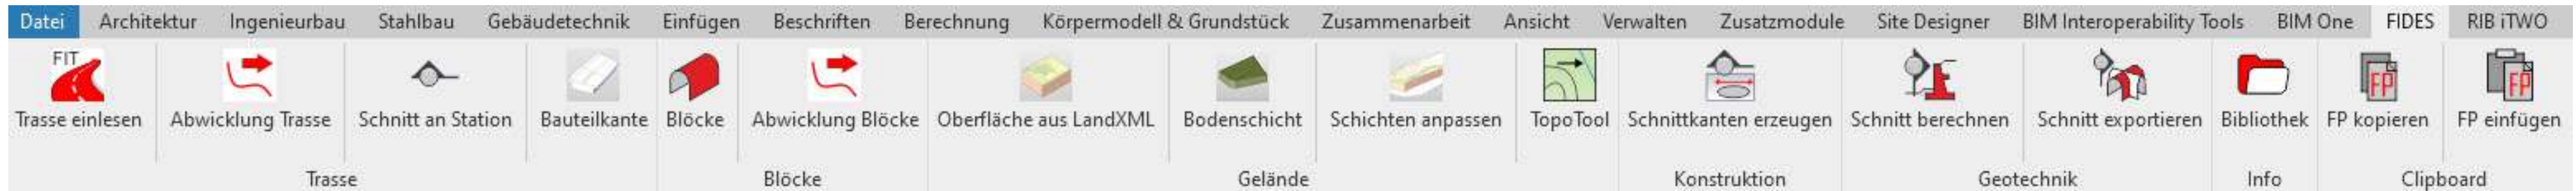 Datei Architektur Ingenieurbau Stahlbau Gebäudetechnik Einfügen Beschriften Berechnung Körpermodell & Grundstück Zusammenarbeit Ansicht Verwalten Zusatzmodule Site Designer BIM Interoperability Tools BIM One FIDES RIB iTWO
FIT
FP FP
Trasse einlesen Abwicklung Trasse Schnitt an Station Bauteilkante Blöcke Abwicklung Blöcke Oberfläche aus LandXML Bodenschicht Schichten anpassen TopoTool Schnittkanten erzeugen Schnitt berechnen Schnitt exportieren Bibliothek FP kopieren FP einfügen
Trasse Blöcke Gelände Konstruktion Geotechnik Info Clipboard